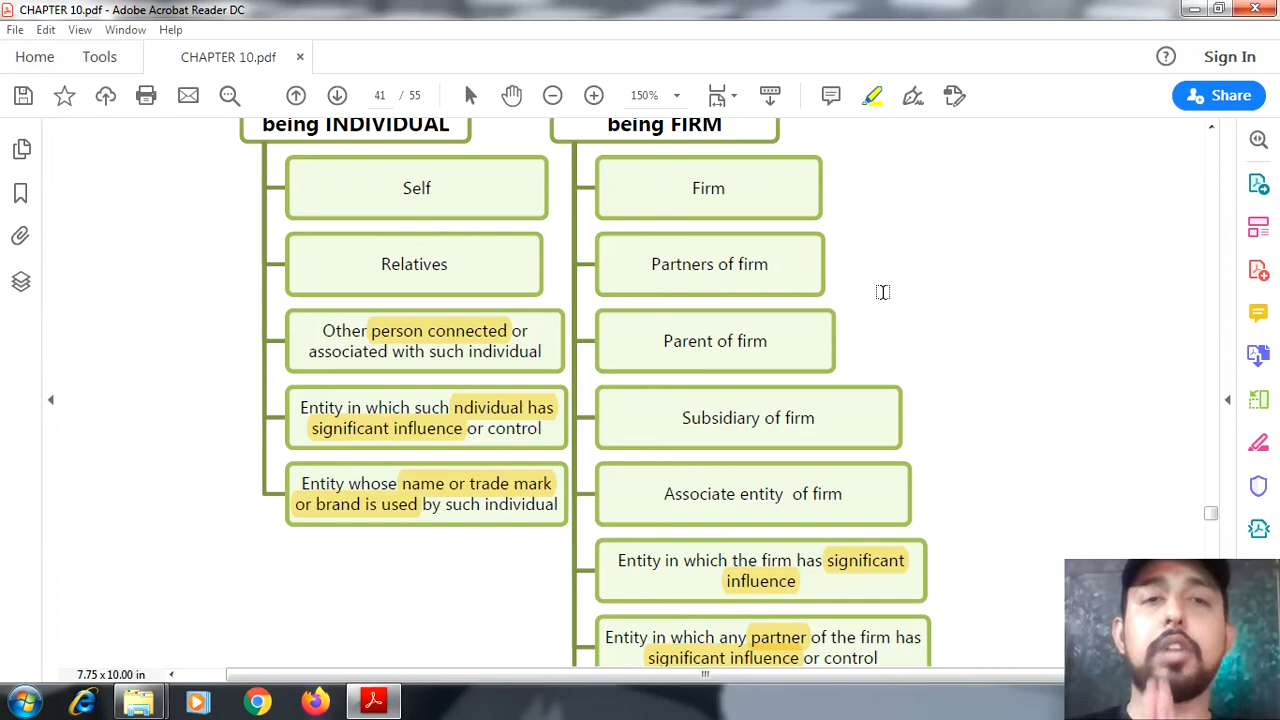 CHAPTER 10.pdf - Adobe Acrobat Reader DC
File Edit View Window Help
Home Tools CHAPTER 10.pdf × Sign In
41 / 55 150% Share
being INDIVIDUAL
Self
Relatives
Other person connected or
associated with such individual
Entity in which such ndividual has
significant influence or control
Entity whose name or trade mark
or brand is used by such individual
being FIRM
Firm
Partners of firm
Parent of firm
Subsidiary of firm
Associate entity of firm
Entity in which the firm has significant
influence
Entity in which any partner of the firm has
significant influence or control
7.75 x 10.00 in